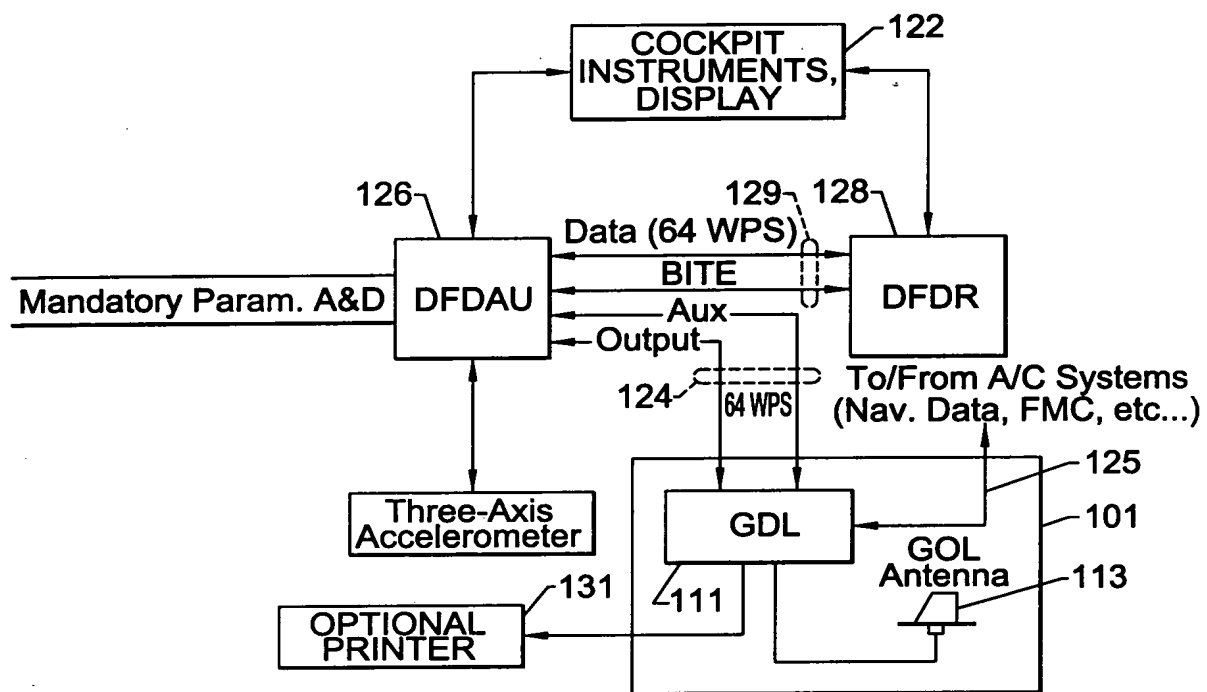 COCKPIT
INSTRUMENTS,
DISPLAY
122
126
129
128
Data (64 WPS)
BITE
Mandatory Param. A&D
DFDAU
DFDR
Aux
Output
124
64 WPS
To/From A/C Systems
(Nav. Data, FMC, etc...)
125
Three-Axis
Accelerometer
GDL
101
GOL
Antenna
113
111
131
OPTIONAL
PRINTER